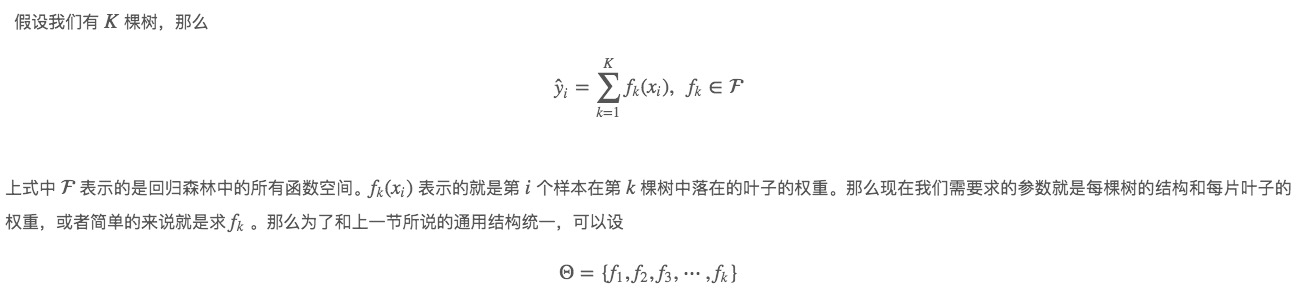 假设我们有 K 棵树，那么
$\hat{y}_i = \sum_{k=1}^{K} f_k(x_i), \ f_k \in \mathcal{F}$
上式中 $\mathcal{F}$ 表示的是回归森林中的所有函数空间。$f_k(x_i)$ 表示的就是第 $i$ 个样本在第 $k$ 棵树中落在的叶子的权重。那么现在我们需要求的参数就是每棵树的结构和每片叶子的
权重，或者简单的来说就是求 $f_k$ 。那么为了和上一节所说的通用结构统一，可以设
$\Theta = \{f_1, f_2, f_3, \cdots, f_k\}$